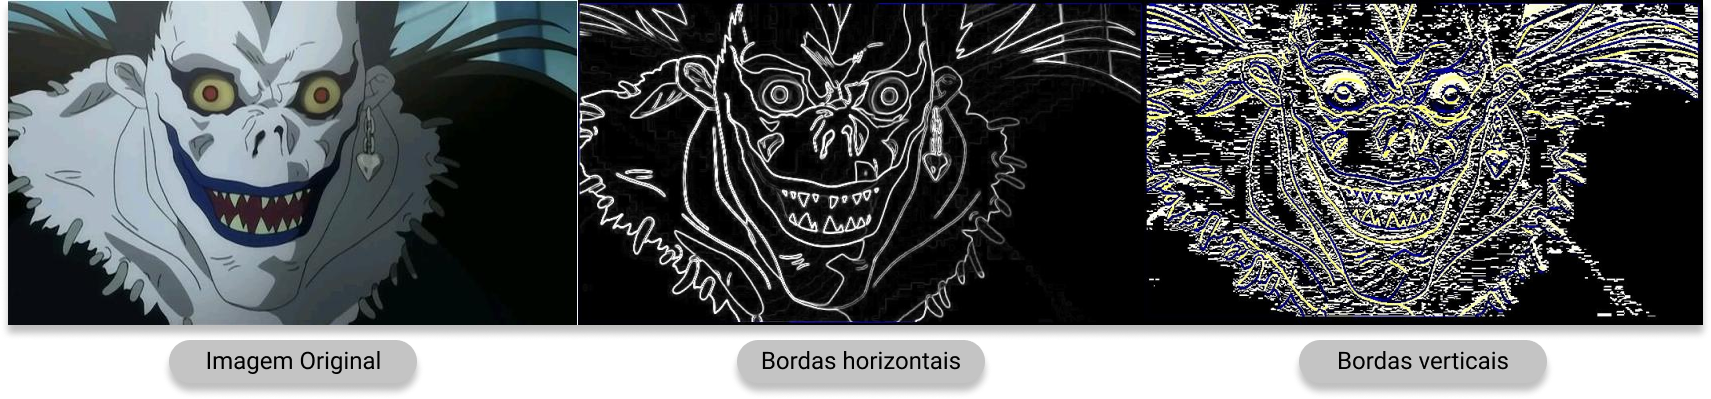 Imagem Original
Bordas horizontais
Bordas verticais